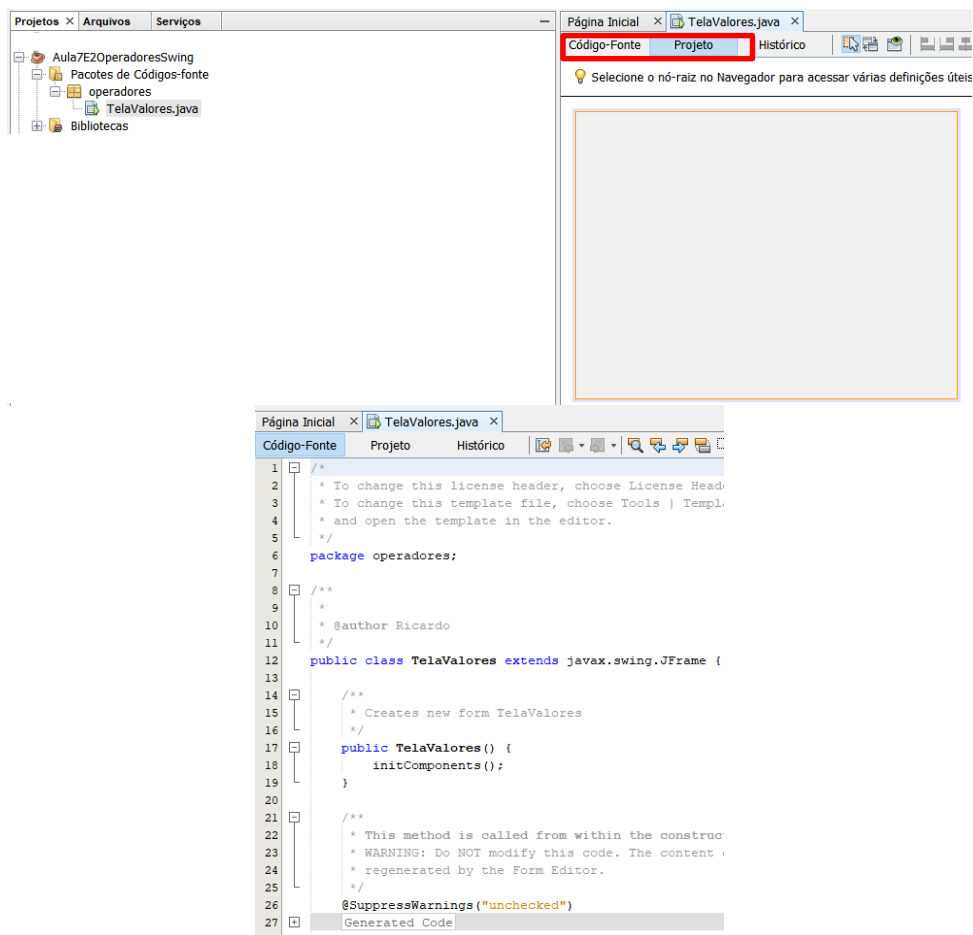 Projetos Arquivos Serviços
Aula7E2OperadoresSwing
Pacotes de Códigos-fonte
operadores
TelaValores.java
Bibliotecas
Página Inicial TelaValores.java
Código-Fonte Projeto Histórico
Selecione o nó-raiz no Navegador para acessar várias definições úteis
Página Inicial TelaValores.java
Código-Fonte Projeto Histórico
1 /*
2 * To change this license header, choose License Head
3 * To change this template file, choose Tools | Templ
4 * and open the template in the editor.
5 */
6 package operadores;
7
8 /**
9 *
10 * @author Ricardo
11 */
12 public class TelaValores extends javax.swing.JFrame {
13
14 /**
15 * Creates new form TelaValores
16 */
17 public TelaValores() {
18 initComponents();
19 }
20
21 /**
22 * This method is called from within the construc
23 * WARNING: Do NOT modify this code. The content
24 * regenerated by the Form Editor.
25 */
26 @SuppressWarnings("unchecked")
27 Generated Code